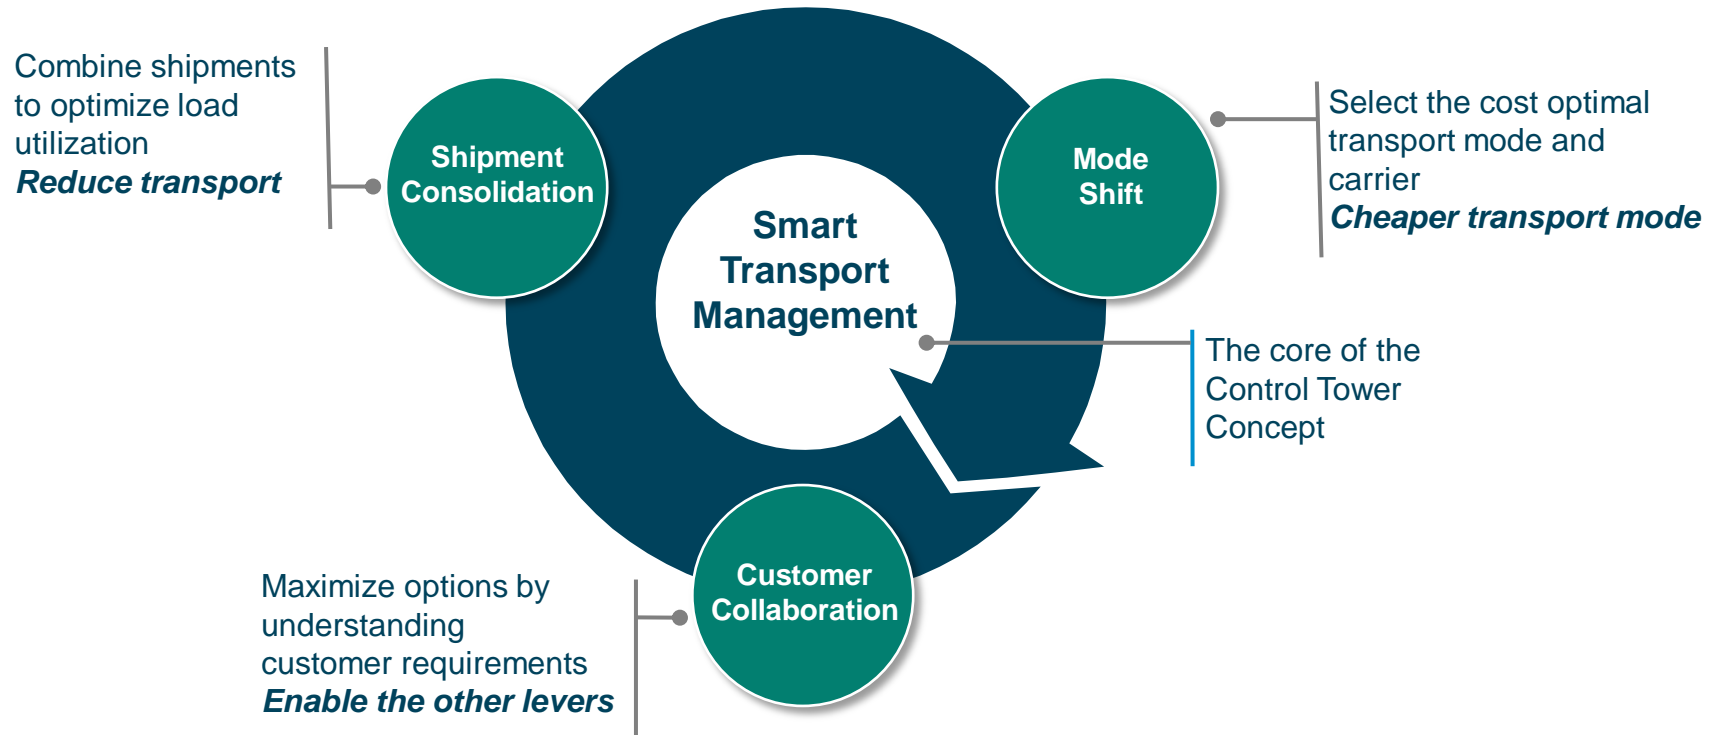 Combine shipments
to optimize load
utilization
Reduce transport
Shipment
Consolidation
Mode
Shift
Select the cost optimal
transport mode and
carrier
Cheaper transport mode
Smart
Transport
Management
The core of the
Control Tower
Concept
Customer
Collaboration
Maximize options by
understanding
customer requirements
Enable the other levers